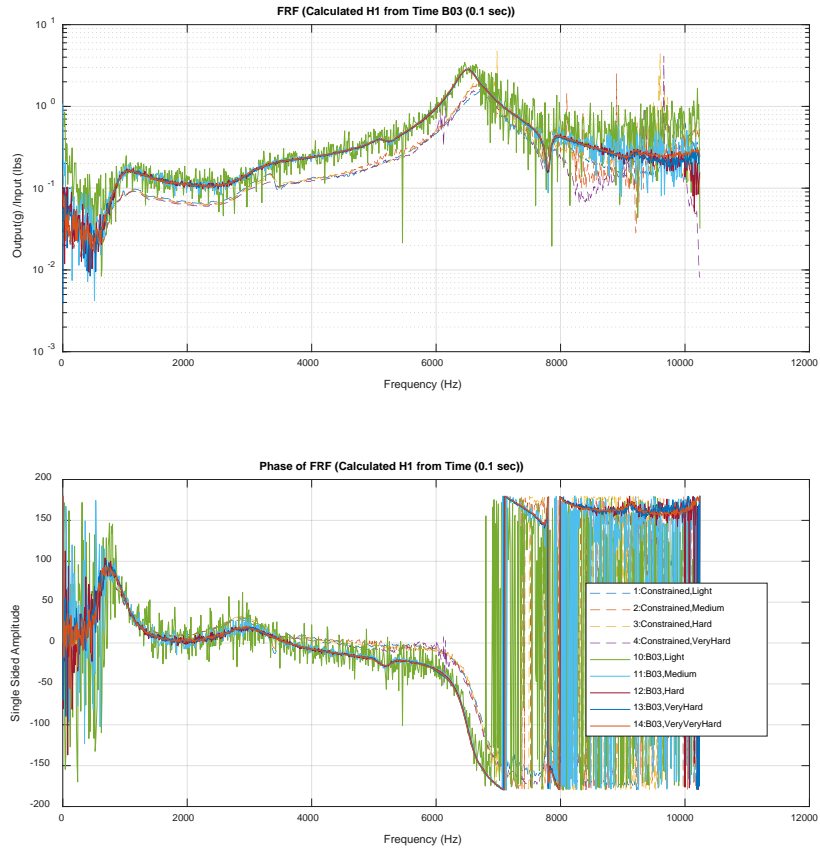 FRF (Calculated H1 from Time B03 (0.1 sec))
10 1
10 0
10 -1
10 -2
10 -3
Output(g) /Input (lbs)
0 2000 4000 6000 8000 10000 12000
Frequency (Hz)
Phase of FRF (Calculated H1 from Time (0.1 sec))
200
150
100
50
0
-50
-100
-150
-200
Single Sided Amplitude
1:Constrained,Light
2:Constrained,Medium
3:Constrained,Hard
4:Constrained,VeryHard
10:B03,Light
11:B03,Medium
12:B03,Hard
13:B03,VeryHard
14:B03,VeryVeryHard
0 2000 4000 6000 8000 10000 12000
Frequency (Hz)